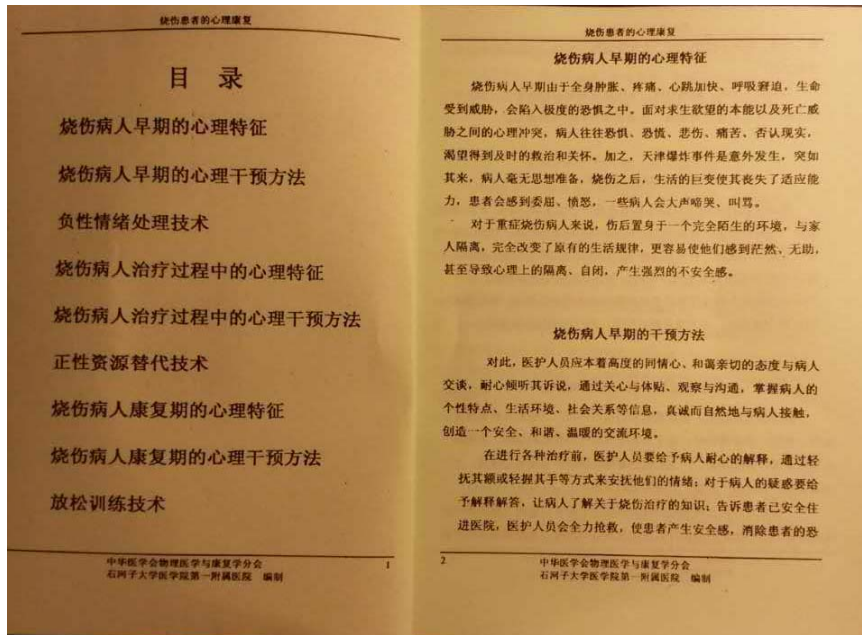 烧伤患者的心理康复
目 录
烧伤病人早期的心理特征
烧伤病人早期的心理干预方法
负性情绪处理技术
烧伤病人治疗过程中的心理特征
烧伤病人治疗过程中的心理干预方法
正性资源替代技术
烧伤病人康复期的心理特征
烧伤病人康复期的心理干预方法
放松训练技术
中华医学会物理医学与康复学分会
石河子大学医学院第一附属医院 编制
1
烧伤患者的心理康复
烧伤病人早期的心理特征
烧伤病人早期由于全身肿胀、疼痛、心跳加快、呼吸窘迫，生命
受到威胁，会陷入极度的恐惧之中。面对求生欲望的本能以及死亡威
胁之间的心理冲突，病人往往恐惧、恐慌、悲伤、痛苦、否认现实，
渴望得到及时的救治和关怀。加之，天津爆炸事件是意外发生，突如
其来，病人毫无思想准备，烧伤之后，生活的巨变使其丧失了适应能
力，患者会感到委屈、愤怒，一些病人会大声啼哭、叫骂。
对于重症烧伤病人来说，伤后置身于一个完全陌生的环境，与家
人隔离，完全改变了原有的生活规律，更容易使他们感到茫然、无助，
甚至导致心理上的隔离、自闭，产生强烈的不安全感。
烧伤病人早期的干预方法
对此，医护人员应本着高度的同情心、和蔼亲切的态度与病人
交谈，耐心倾听其诉说，通过关心与体贴、观察与沟通，掌握病人的
个性特点、生活环境、社会关系等信息，真诚而自然地与病人接触，
创造一个安全、和谐、温暖的交流环境。
在进行各种治疗前，医护人员要给予病人耐心的解释，通过轻
抚其额或轻握其手等方式来安抚他们的情绪；对于病人的疑惑要给
予解释解答，让病人了解关于烧伤治疗的知识；告诉患者已安全住
进医院，医护人员会全力抢救，使患者产生安全感，消除患者的恐
2
中华医学会物理医学与康复学分会
石河子大学医学院第一附属医院 编制